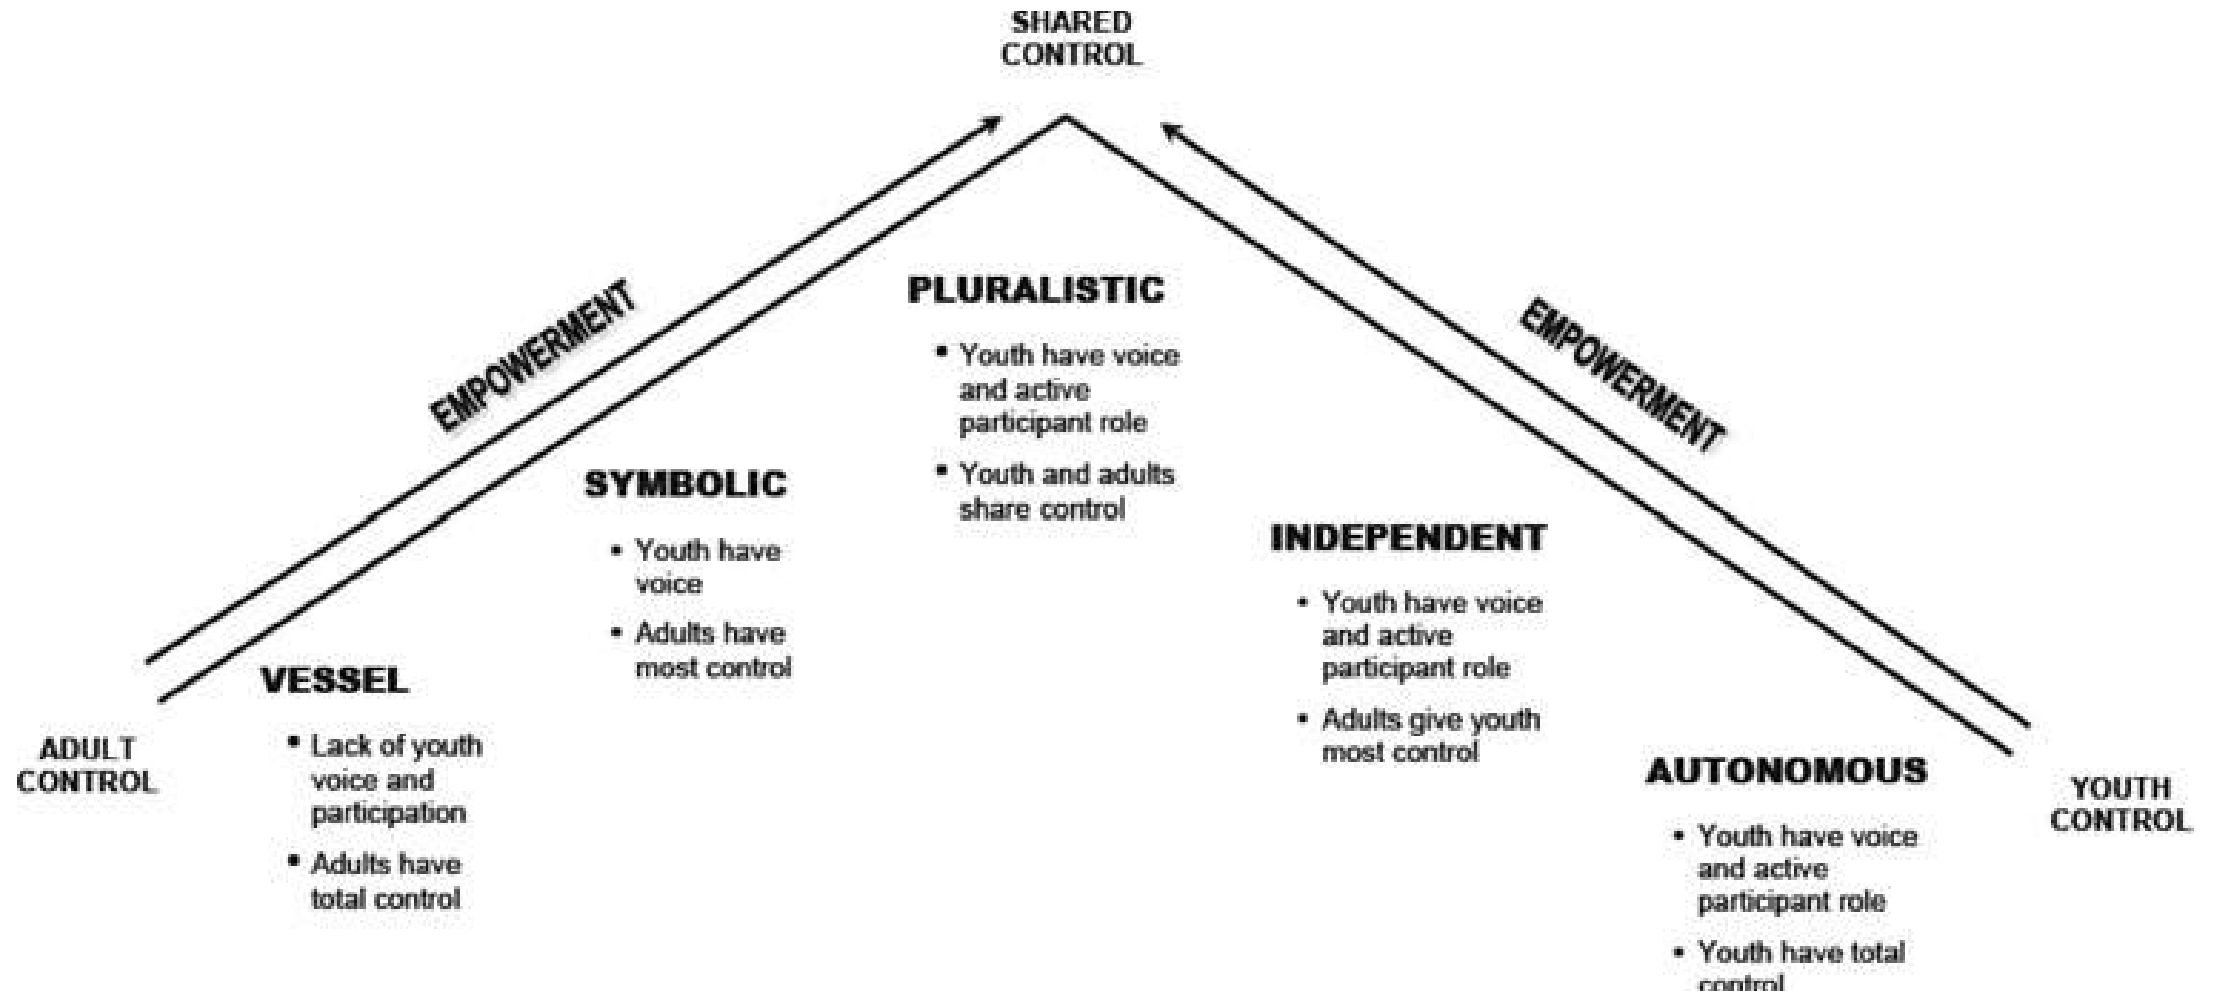 SHARED
CONTROL
EMPOWERMENT
EMPOWERMENT
PLURALISTIC
▪ Youth have voice
and active
participant role
▪ Youth and adults
share control
SYMBOLIC
• Youth have
voice
• Adults have
most control
INDEPENDENT
• Youth have voice
and active
participant role
• Adults give youth
most control
VESSEL
▪ Lack of youth
voice and
participation
▪ Adults have
total control
ADULT
CONTROL
AUTONOMOUS
• Youth have voice
and active
participant role
• Youth have total
control
YOUTH
CONTROL